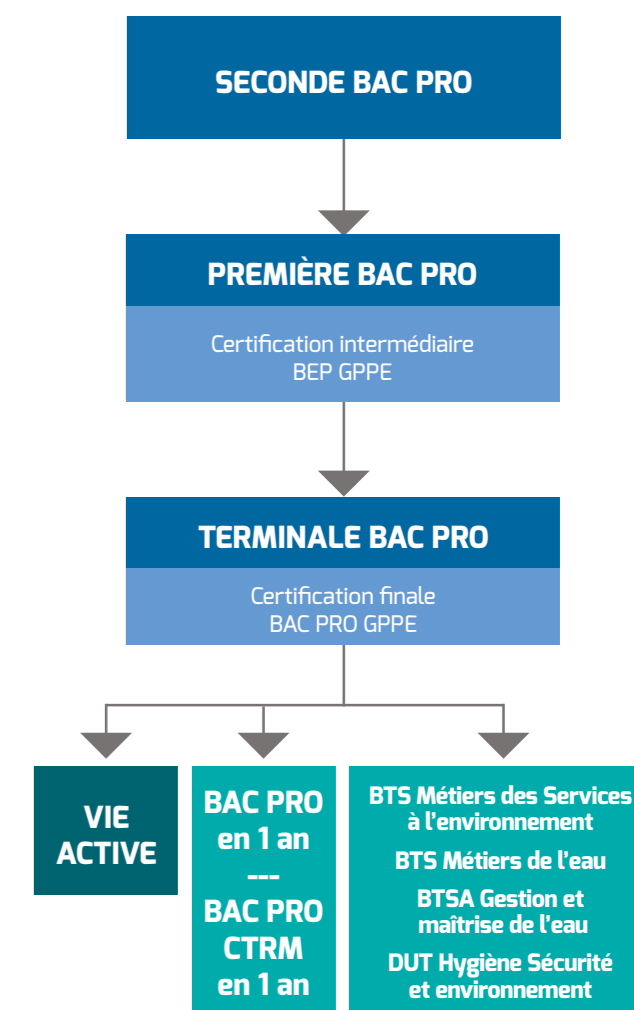 SECONDE BAC PRO
PREMIÈRE BAC PRO
Certification intermédiaire
BEP GPPE
TERMINALE BAC PRO
Certification finale
BAC PRO GPPE
VIE
ACTIVE
BAC PRO
en 1 an
---
BAC PRO
CTRM
en 1 an
BTS Métiers des Services
à l'environnement
BTS Métiers de l'eau
BTSA Gestion et
maîtrise de l'eau
DUT Hygiène Sécurité
et environnement